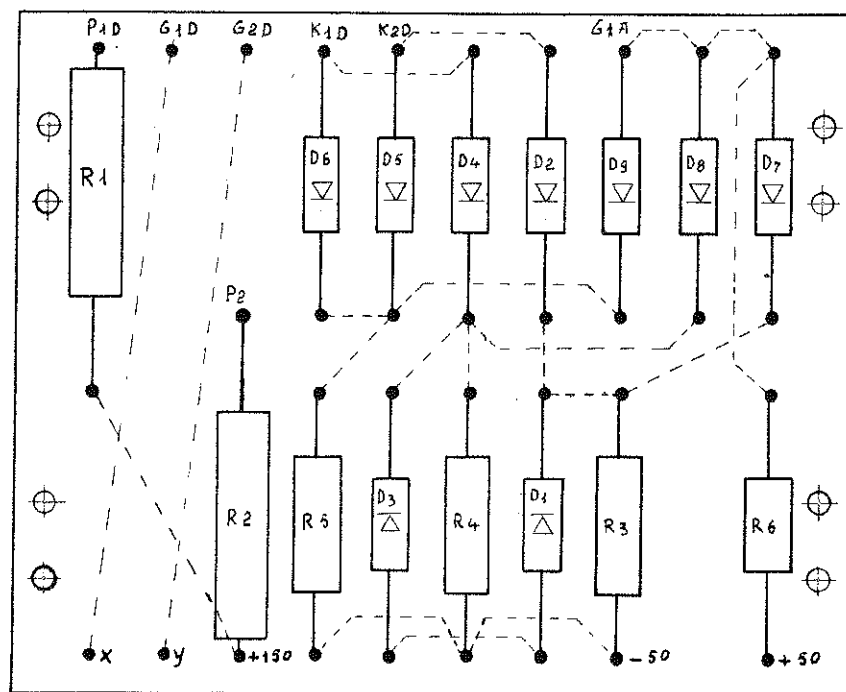 P1D G1D G2D K1D K2D G1A
D6 D5 D4 D2 D9 D8 D7
R1
P2
D3 D1
R2 R5 R4 R3 R6
x y +150 -50 +50